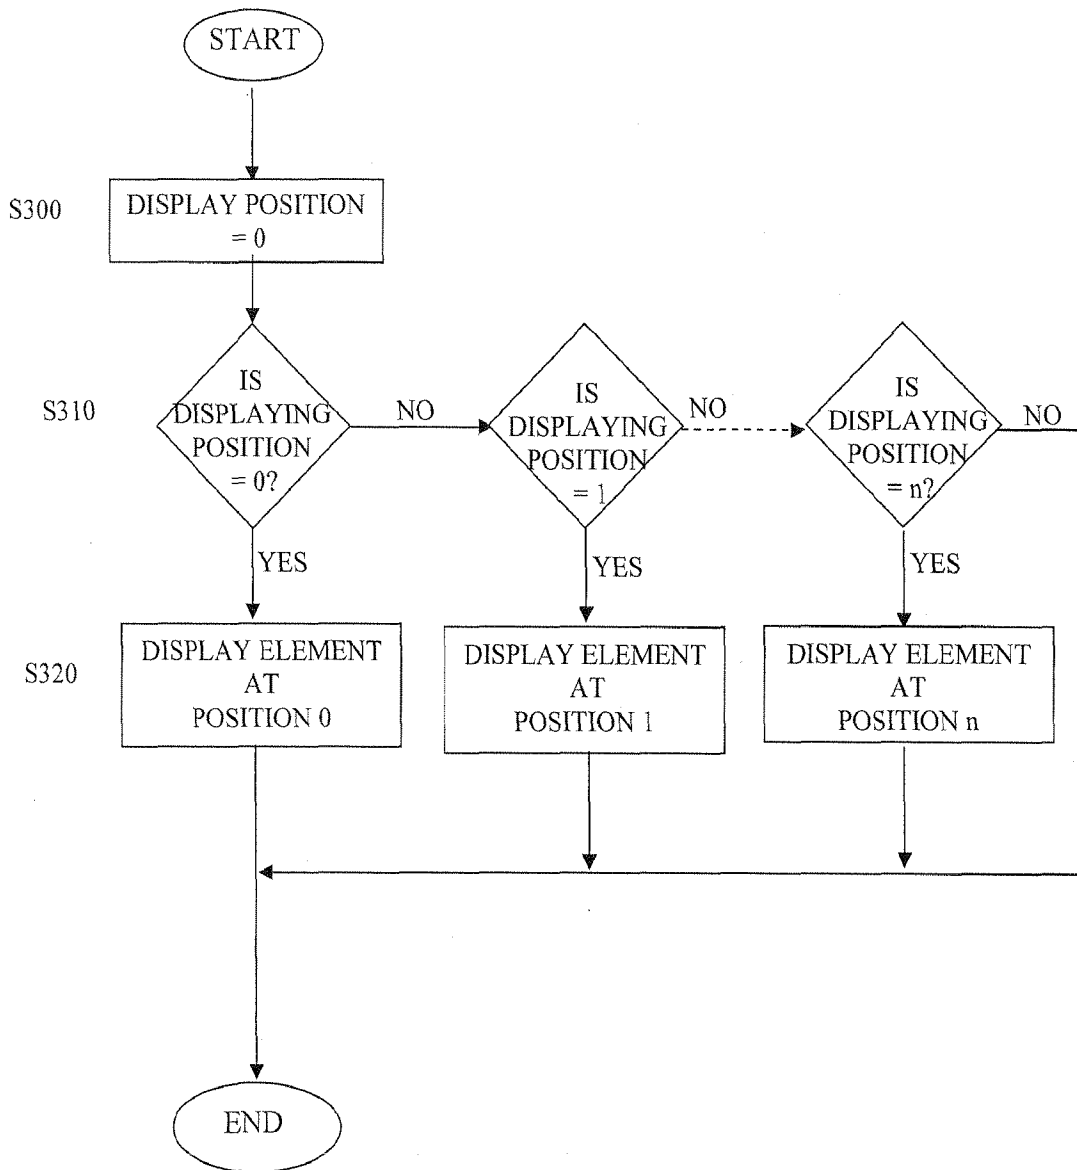 START
S300
DISPLAY POSITION
= 0
S310
IS
DISPLAYING
POSITION
= 0?
NO
IS
DISPLAYING
POSITION
= 1
NO
IS
DISPLAYING
POSITION
= n?
NO
YES
YES
YES
S320
DISPLAY ELEMENT
AT
POSITION 0
DISPLAY ELEMENT
AT
POSITION 1
DISPLAY ELEMENT
AT
POSITION n
END